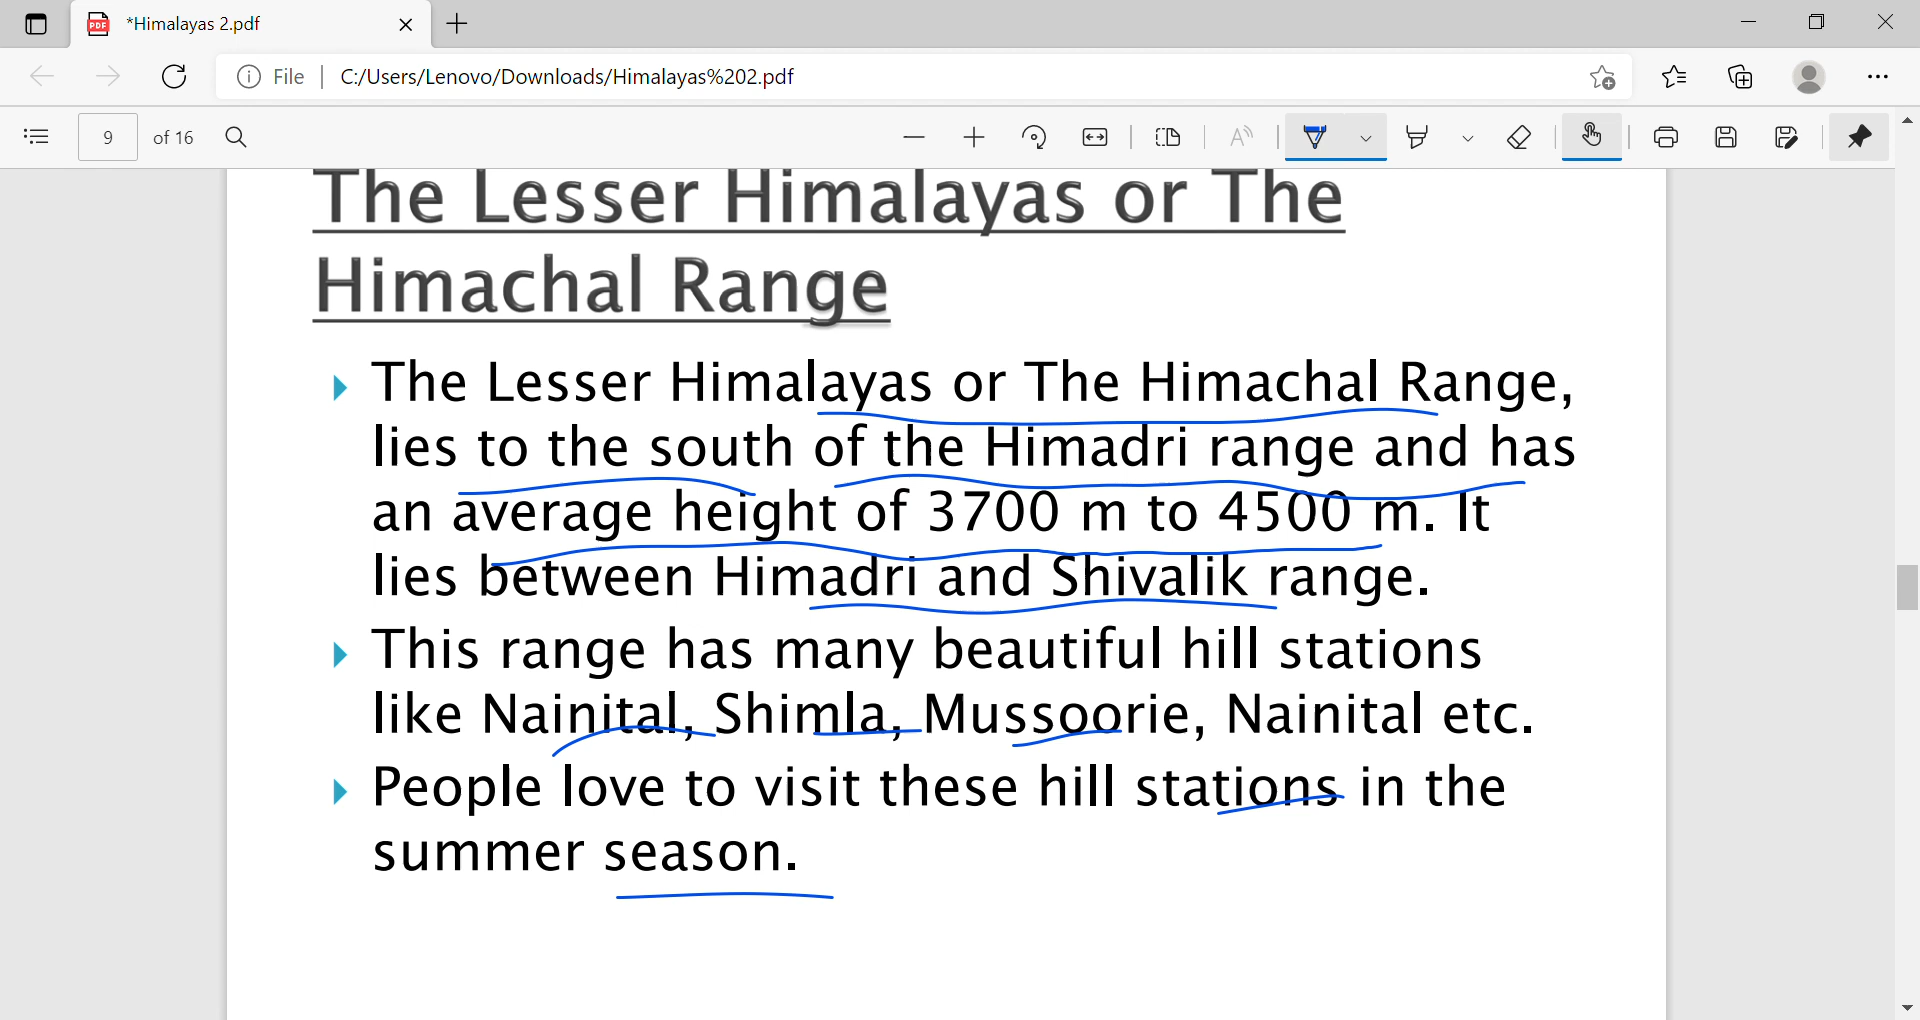 *Himalayas 2.pdf
File C:/Users/Lenovo/Downloads/Himalayas%202.pdf
9 of 16
The Lesser Himalayas or The
Himachal Range
The Lesser Himalayas or The Himachal Range,
lies to the south of the Himadri range and has
an average height of 3700 m to 4500 m. It
lies between Himadri and Shivalik range.
This range has many beautiful hill stations
like Nainital, Shimla, Mussoorie, Nainital etc.
People love to visit these hill stations in the
summer season.